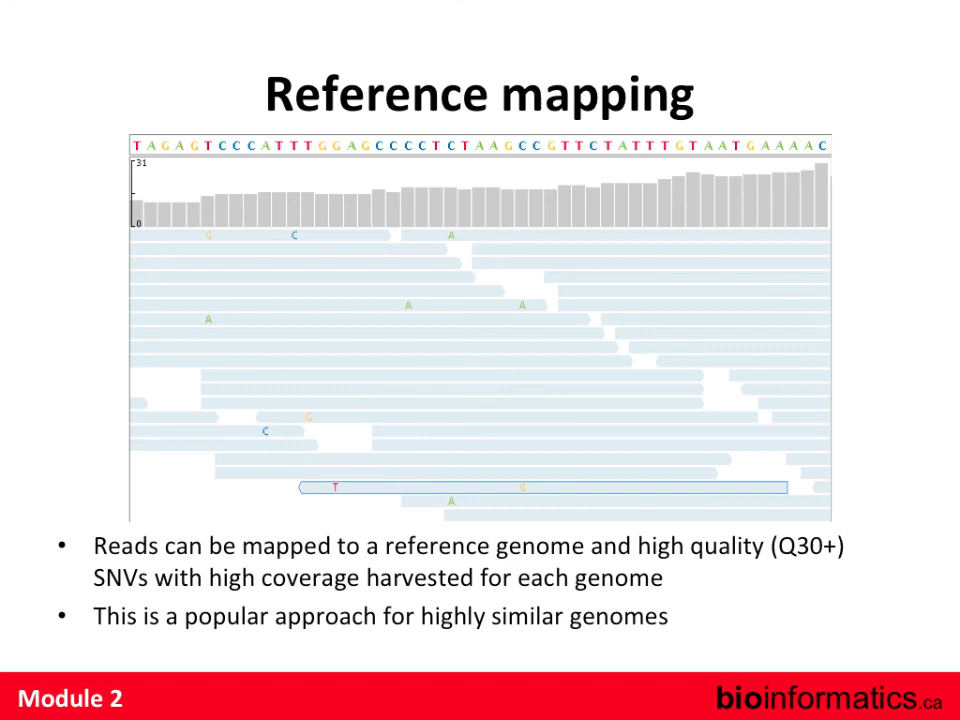 Reference mapping
T A G A G T C C C A T T T G G A G C C C C T C T A A G C C G T T C T A T T T G T A A T G A A A A C
31
0
G C A
A A
A
G
C
T G
A
• Reads can be mapped to a reference genome and high quality (Q30+)
SNVs with high coverage harvested for each genome
• This is a popular approach for highly similar genomes
Module 2
bioinformatics.ca